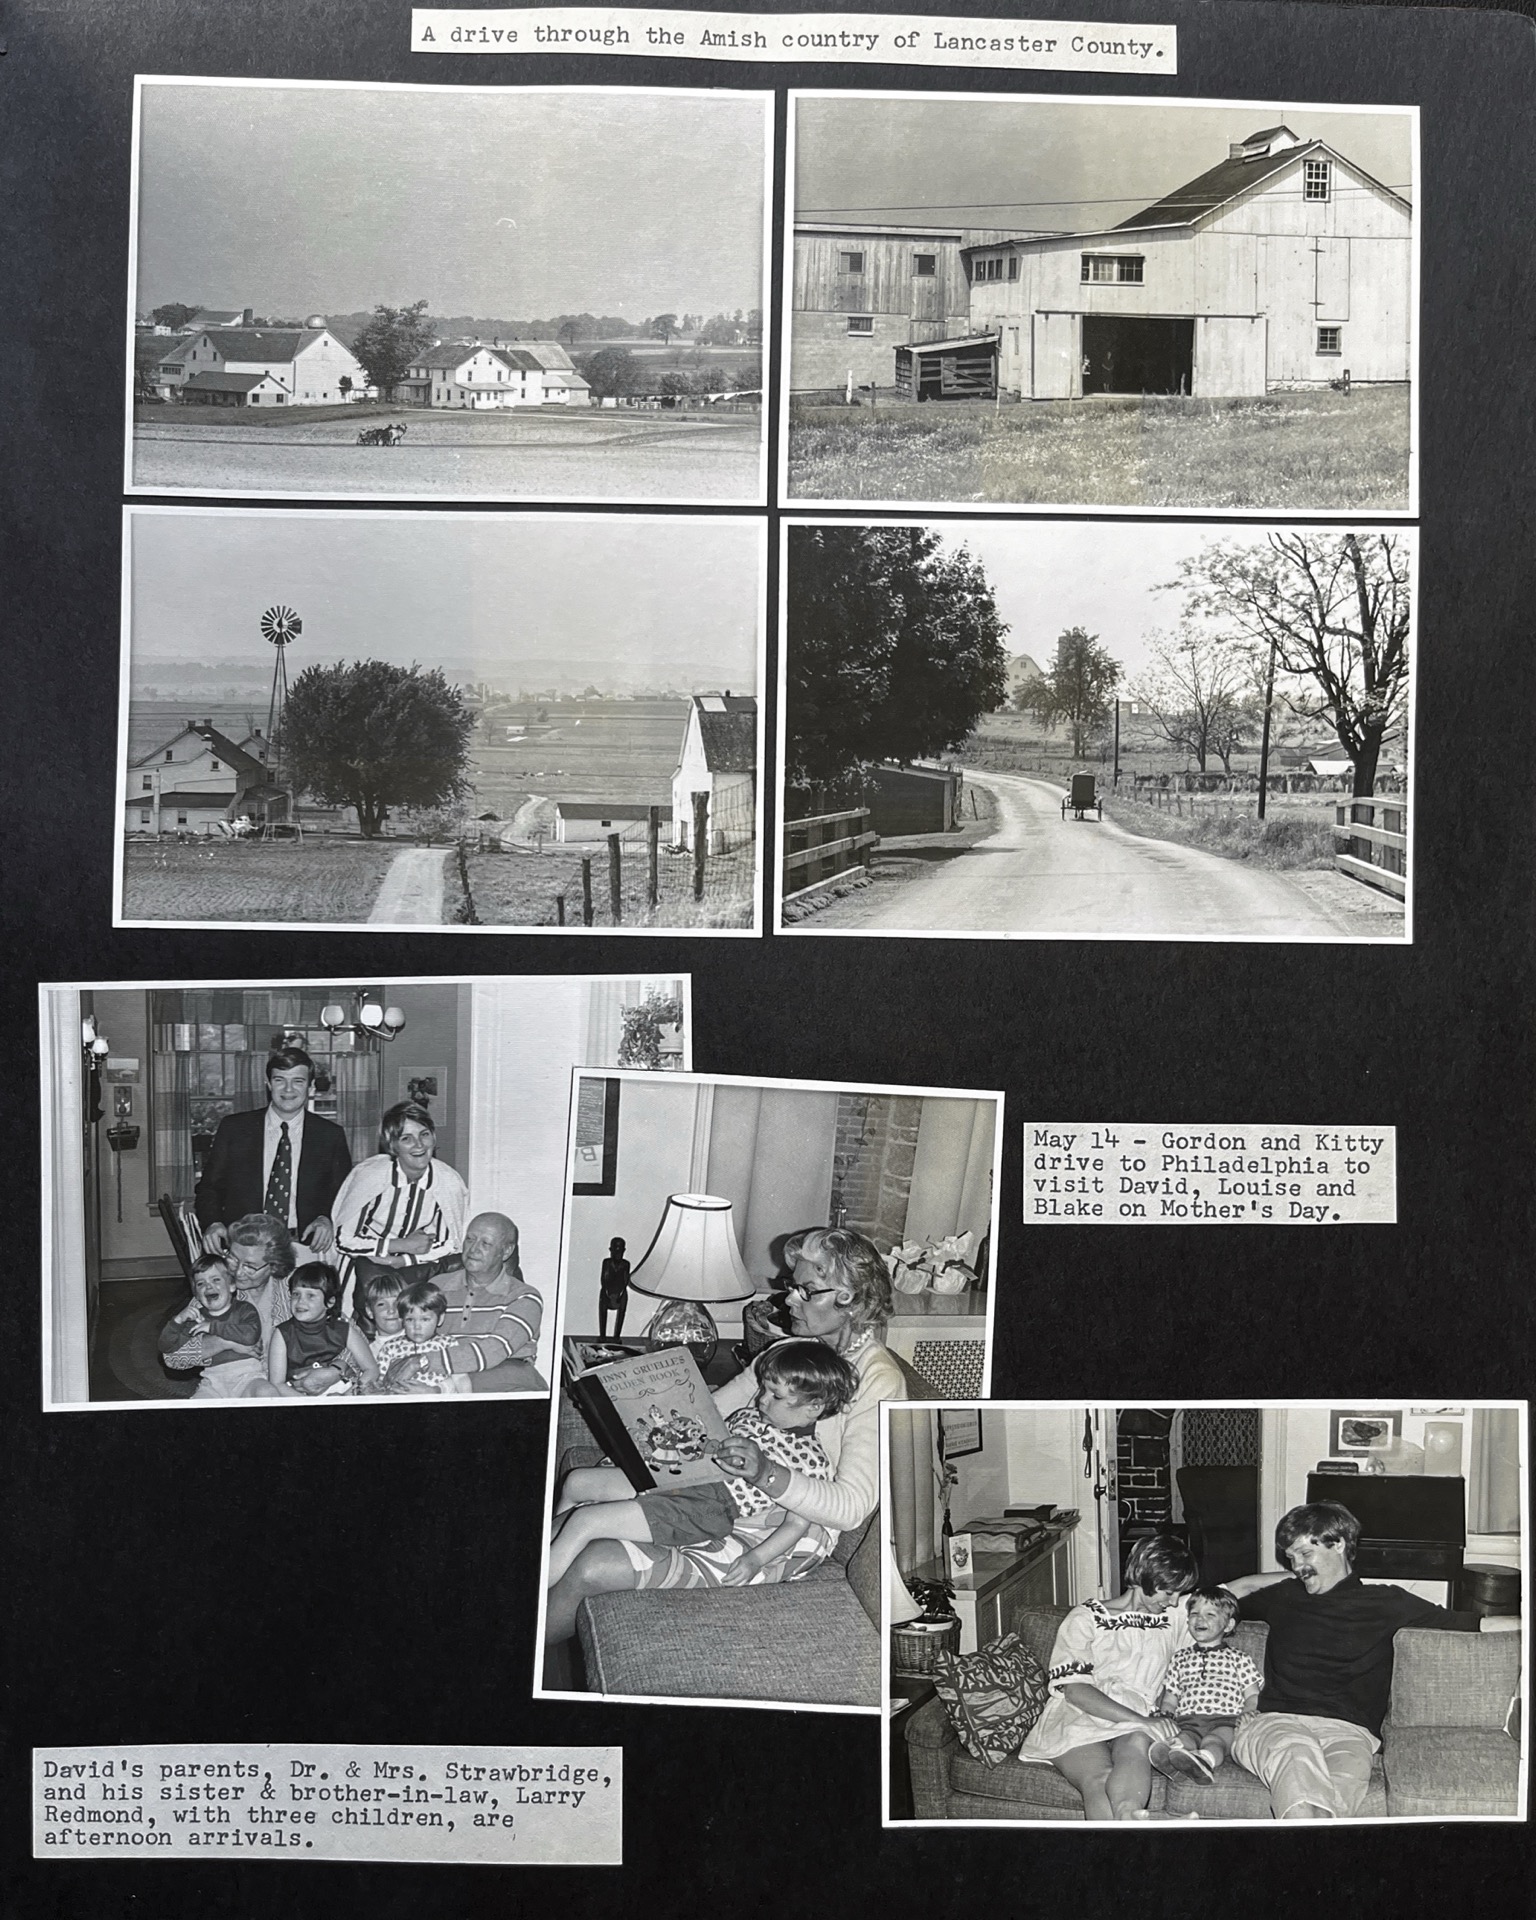 A drive through the Amish country of Lancaster County.
May 14 - Gordon and Kitty
drive to Philadelphia to
visit David, Louise and
Blake on Mother's Day.
NNY GRUELLE'S
OLDEN BOOK
David's parents, Dr. & Mrs. Strawbridge,
and his sister & brother-in-law, Larry
Redmond, with three children, are
afternoon arrivals.